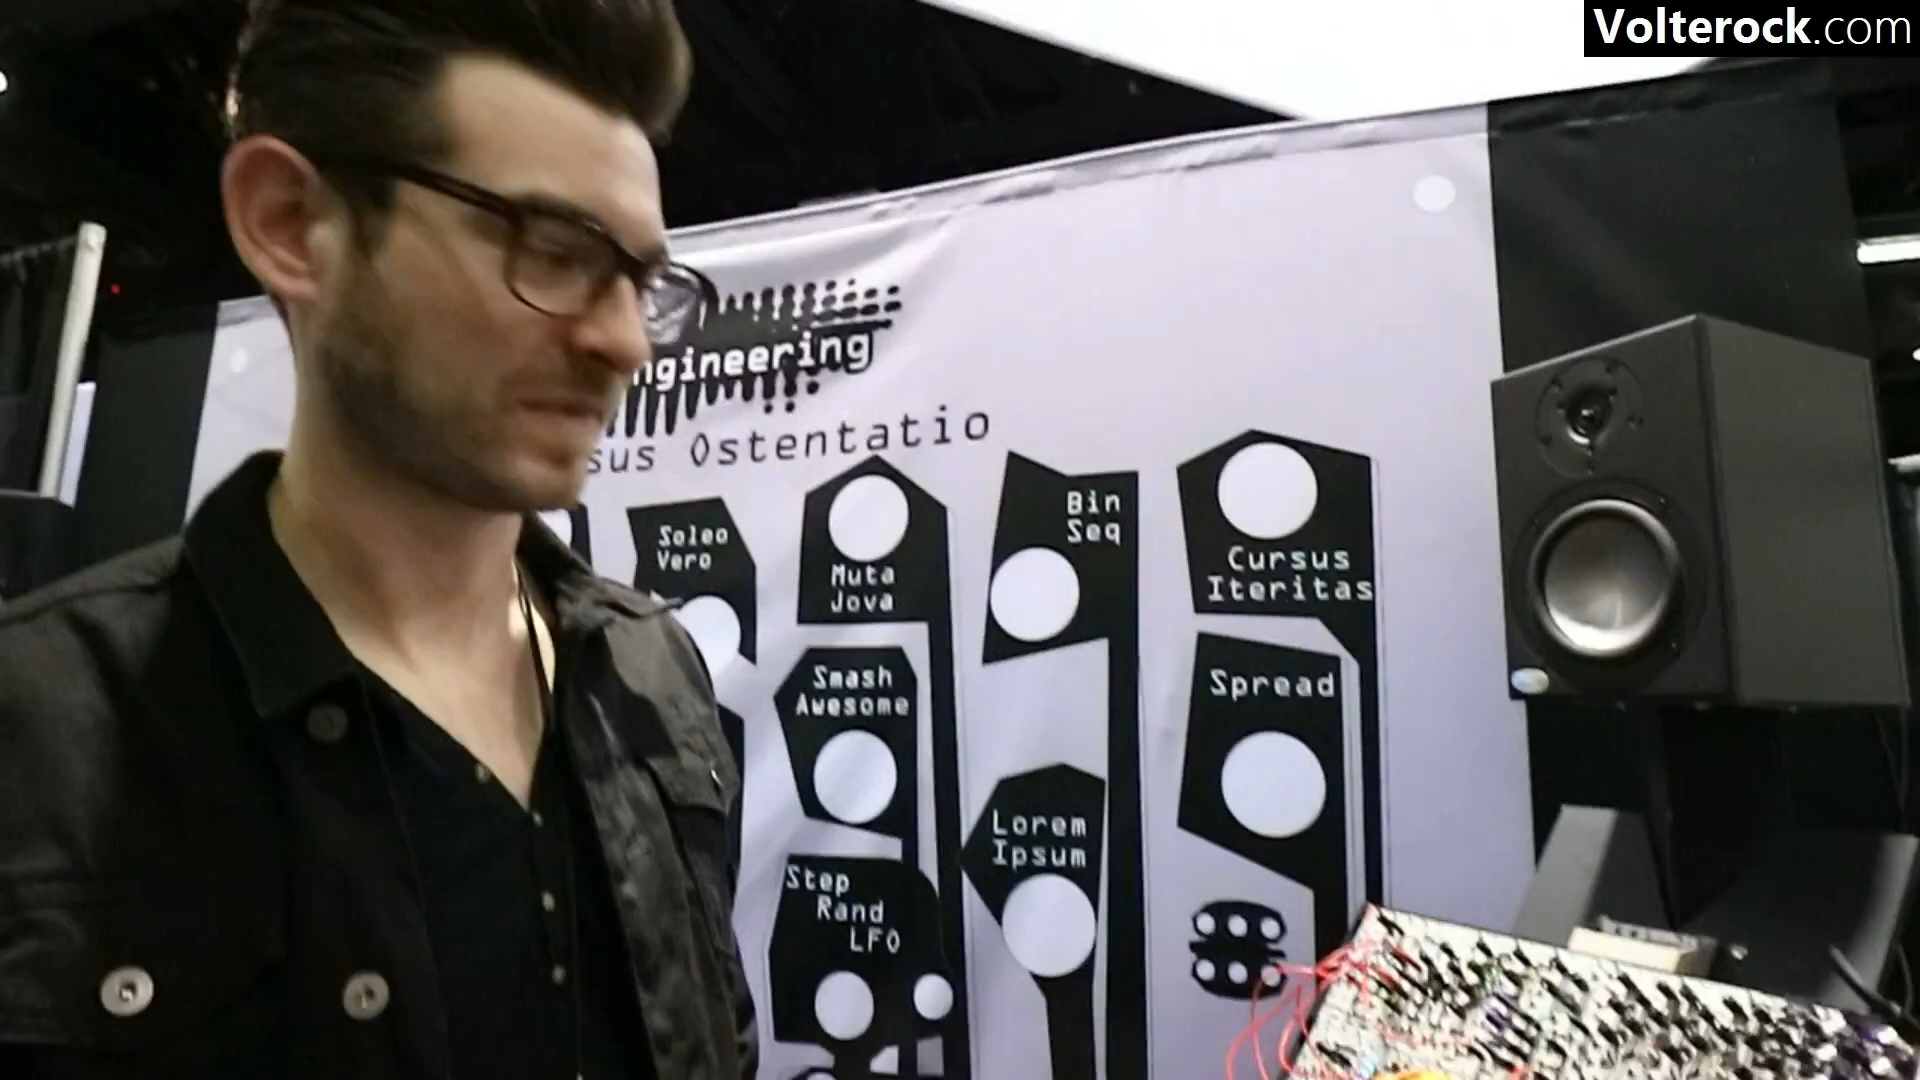 Volterock.com
ngineering
sus Ostentatio
Soleo
Vero
Muta
Jova
Bin
Seq
Cursus
Iteritas
Smash
Awesome
Spread
Lorem
Ipsum
Step
Rand
LFO